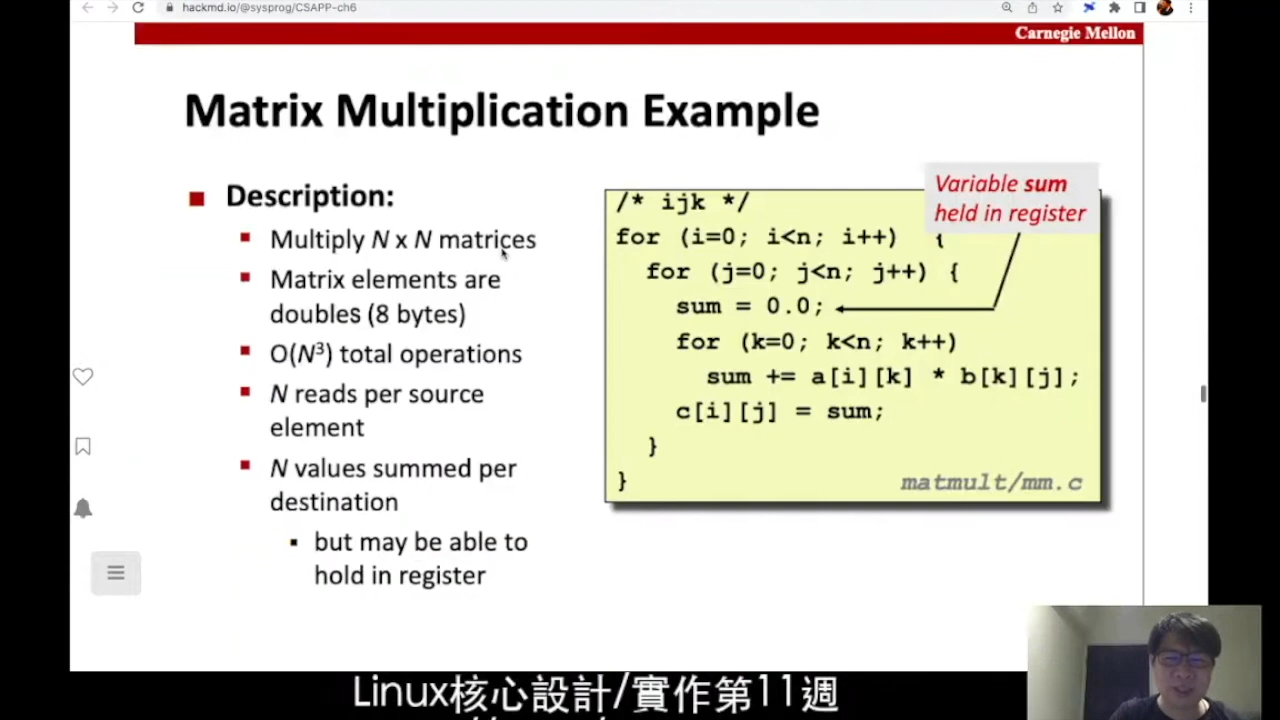 hackmd.io/@sysprog/CSAPP-ch6
Carnegie Mellon
Matrix Multiplication Example
Description:
Multiply N x N matrices
Matrix elements are
doubles (8 bytes)
O(N³) total operations
N reads per source
element
N values summed per
destination
but may be able to
hold in register
Variable sum
held in register
/* ijk */
for (i=0; i<n; i++) {
for (j=0; j<n; j++) {
sum = 0.0;
for (k=0; k<n; k++)
sum += a[i][k] * b[k][j];
c[i][j] = sum;
}
}
matmult/mm.c
Linux核心設計/實作第11週